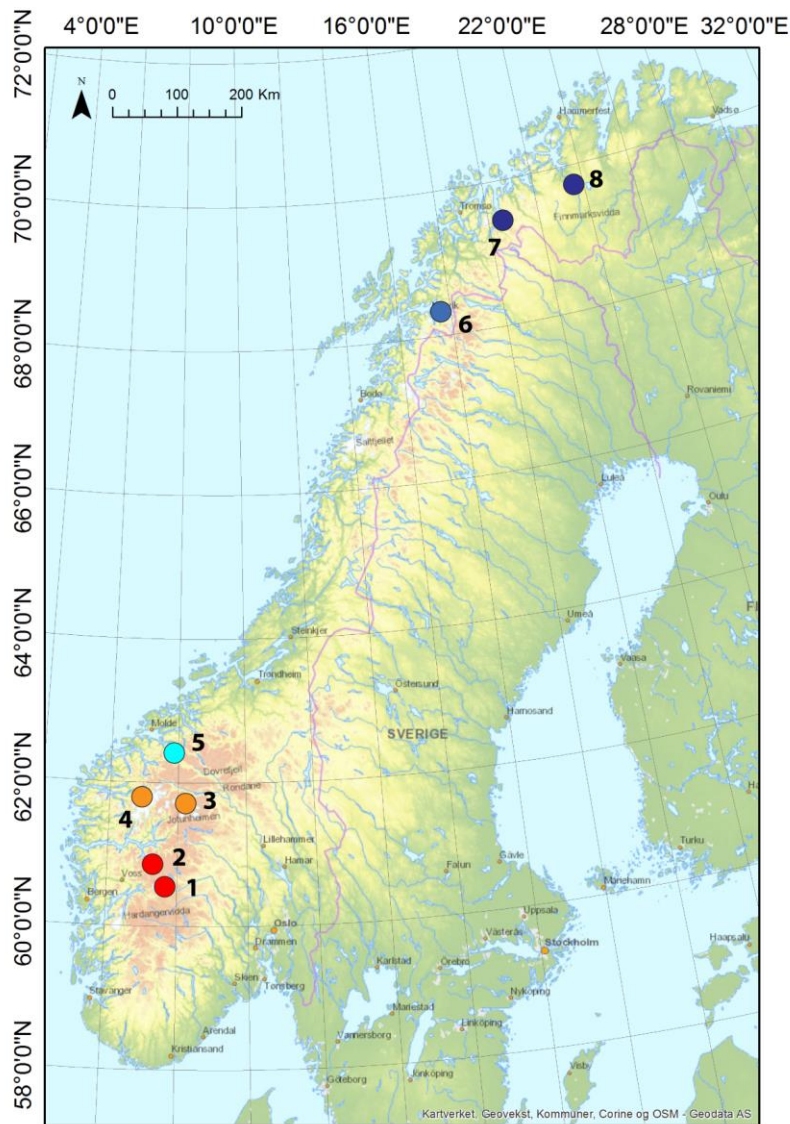 4°0'0"E 10°0'0"E 16°0'0"E 22°0'0"E 28°0'0"E 32°0'0"E
72°0'0"N
N
0 100 200 Km
Hammerfest
Vadsø
70°0'0"N
8
Tromsø
Finnmarksvidda
7
6
68°0'0"N
Bodø
Rovaniemi
Saltfjellet
66°0'0"N
Luleå
Oulu
64°0'0"N
Steinkjer
Umeå
Vaasa
Trondheim
Östersund
Härnösand
Molde
SVERIGE
5
62°0'0"N
Dovrefjell
Rondane
4
3
Jotunheimen
Lillehammer
Turku
2
Hamar
Gävle
Voss
Falun
Mariehamn
1
Bergen
Hardangervidda
60°0'0"N
Oslo
Uppsala
Drammen
Västerås
Stockholm
Haapsalu
Karlstad
Örebro
Skien
Tønsberg
Stavanger
Nyköping
Mariestad
Linköping
Arendal
Vännersborg
Kristiansand
58°0'0"N
Visb
Göteborg
Jönköping
Kartverket, Geovekst, Kommuner, Corine og OSM - Geodata AS